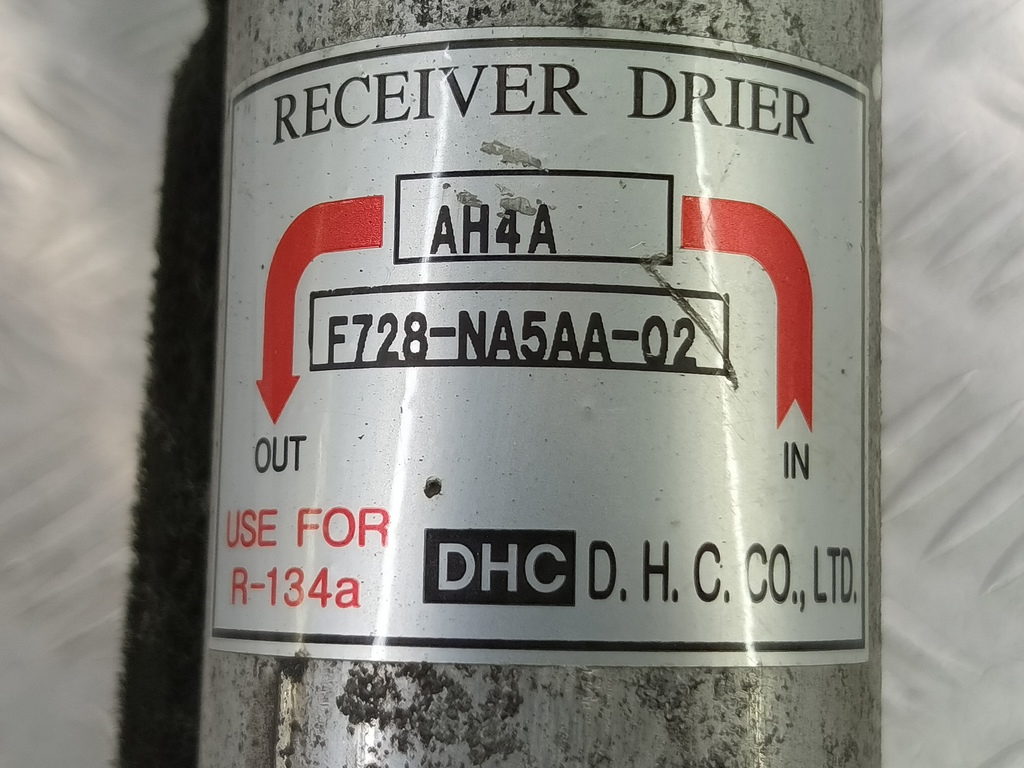 RECEIVER DRIER
AH4A
F728-NA5AA-02
OUT
IN
USE FOR
R-134a
DHC D. H. C. CO., LTD.